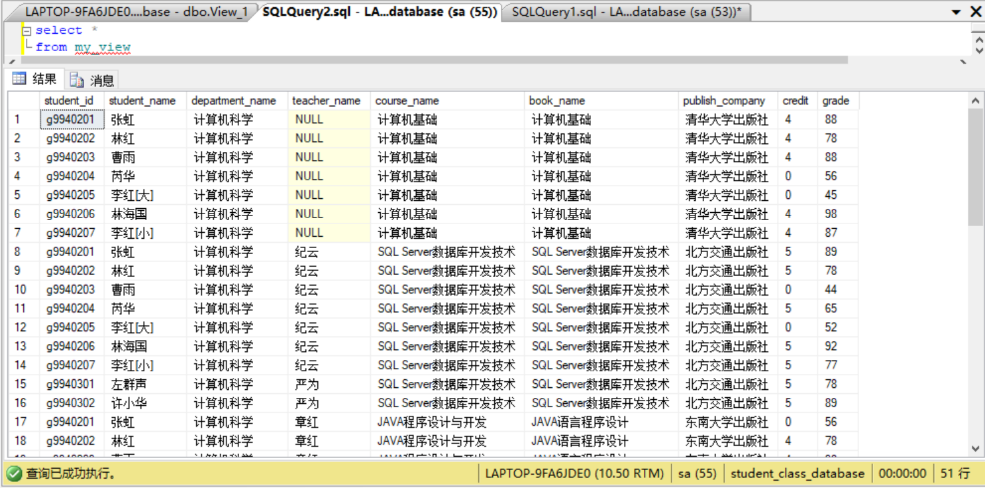 LAPTOP-9FA6JDE0....base - dbo.View_1 SQLQuery2.sql - LA...database (sa (55)) SQLQuery1.sql - LA...database (sa (53))*
select *
from my_view
结果 消息
student_id student_name department_name teacher_name course_name book_name publish_company credit grade
1 g9940201 张虹 计算机科学 NULL 计算机基础 计算机基础 清华大学出版社 4 88
2 g9940202 林红 计算机科学 NULL 计算机基础 计算机基础 清华大学出版社 4 78
3 g9940203 曹雨 计算机科学 NULL 计算机基础 计算机基础 清华大学出版社 4 88
4 g9940204 芮华 计算机科学 NULL 计算机基础 计算机基础 清华大学出版社 0 56
5 g9940205 李红[大] 计算机科学 NULL 计算机基础 计算机基础 清华大学出版社 0 45
6 g9940206 林海国 计算机科学 NULL 计算机基础 计算机基础 清华大学出版社 4 98
7 g9940207 李红[小] 计算机科学 NULL 计算机基础 计算机基础 清华大学出版社 4 87
8 g9940201 张虹 计算机科学 纪云 SQL Server数据库开发技术 SQL Server数据库开发技术 北方交通出版社 5 89
9 g9940202 林红 计算机科学 纪云 SQL Server数据库开发技术 SQL Server数据库开发技术 北方交通出版社 5 78
10 g9940203 曹雨 计算机科学 纪云 SQL Server数据库开发技术 SQL Server数据库开发技术 北方交通出版社 0 44
11 g9940204 芮华 计算机科学 纪云 SQL Server数据库开发技术 SQL Server数据库开发技术 北方交通出版社 5 65
12 g9940205 李红[大] 计算机科学 纪云 SQL Server数据库开发技术 SQL Server数据库开发技术 北方交通出版社 0 52
13 g9940206 林海国 计算机科学 纪云 SQL Server数据库开发技术 SQL Server数据库开发技术 北方交通出版社 5 92
14 g9940207 李红[小] 计算机科学 纪云 SQL Server数据库开发技术 SQL Server数据库开发技术 北方交通出版社 5 77
15 g9940301 左群声 计算机科学 严为 SQL Server数据库开发技术 SQL Server数据库开发技术 北方交通出版社 5 78
16 g9940302 许小华 计算机科学 严为 SQL Server数据库开发技术 SQL Server数据库开发技术 北方交通出版社 5 89
17 g9940201 张虹 计算机科学 章红 JAVA程序设计与开发 JAVA语言程序设计 东南大学出版社 0 56
18 g9940202 林红 计算机科学 章红 JAVA程序设计与开发 JAVA语言程序设计 东南大学出版社 4 78
查询已成功执行。 LAPTOP-9FA6JDE0 (10.50 RTM) sa (55) student_class_database 00:00:00 51 行